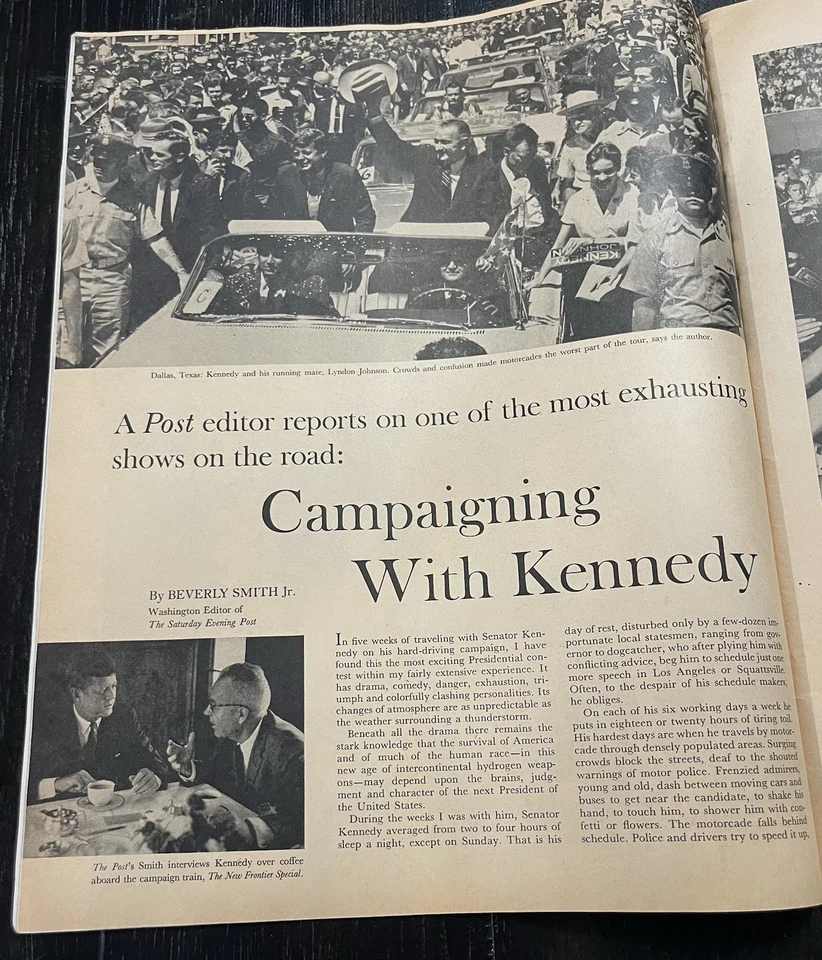 KENNEDY
JOHNSON
G
Dallas, Texas: Kennedy and his running mate, Lyndon Johnson. Crowds and confusion made motorcades the worst part of the tour, says the author.
A Post editor reports on one of the most exhausting
shows on the road:
Campaigning
With Kennedy
By BEVERLY SMITH Jr.
Washington Editor of
The Saturday Evening Post
The Post's Smith interviews Kennedy over coffee
aboard the campaign train, The New Frontier Special.
In five weeks of traveling with Senator Ken-
nedy on his hard-driving campaign, I have
found this the most exciting Presidential con-
test within my fairly extensive experience. It
has drama, comedy, danger, exhaustion, tri-
umph and colorfully clashing personalities. Its
changes of atmosphere are as unpredictable as
the weather surrounding a thunderstorm.
Beneath all the drama there remains the
stark knowledge that the survival of America
and of much of the human race—in this
new age of intercontinental hydrogen weap-
ons—may depend upon the brains, judg-
ment and character of the next President of
the United States.
During the weeks I was with him, Senator
Kennedy averaged from two to four hours of
sleep a night, except on Sunday. That is his
day of rest, disturbed only by a few-dozen im-
portunate local statesmen, ranging from gov-
ernor to dogcatcher, who after plying him with
conflicting advice, beg him to schedule just one
more speech in Los Angeles or Squattsville.
Often, to the despair of his schedule makers,
he obliges.
On each of his six working days a week he
puts in eighteen or twenty hours of tiring toil.
His hardest days are when he travels by motor-
cade through densely populated areas. Surging
crowds block the streets, deaf to the shouted
warnings of motor police. Frenzied admirers,
young and old, dash between moving cars and
buses to get near the candidate, to shake his
hand, to touch him, to shower him with con-
fetti or flowers. The motorcade falls behind
schedule. Police and drivers try to speed it up,